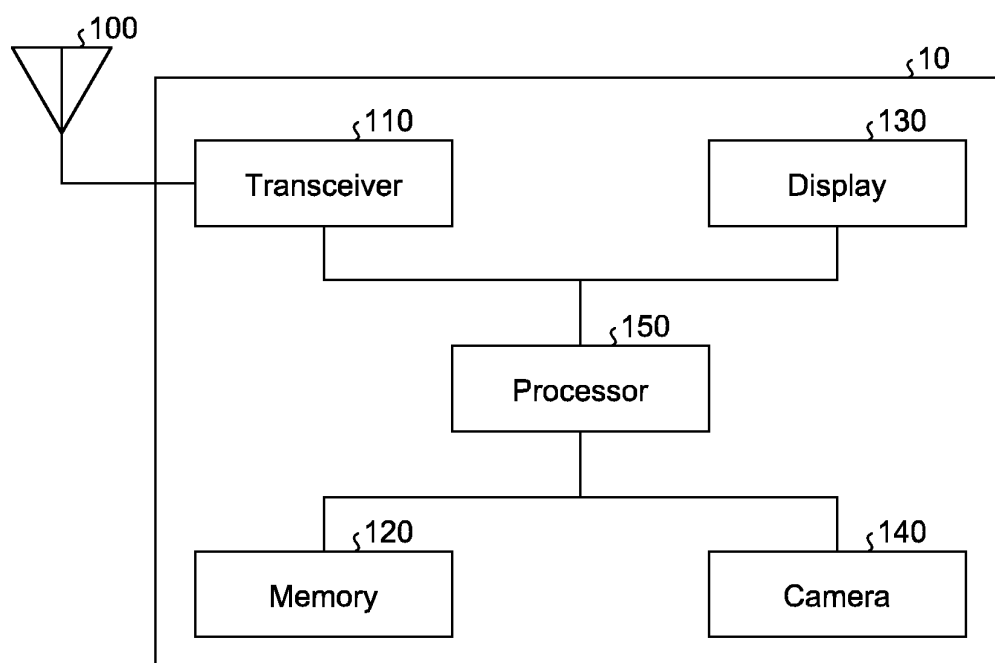 100
10
110
Transceiver
130
Display
150
Processor
120
Memory
140
Camera